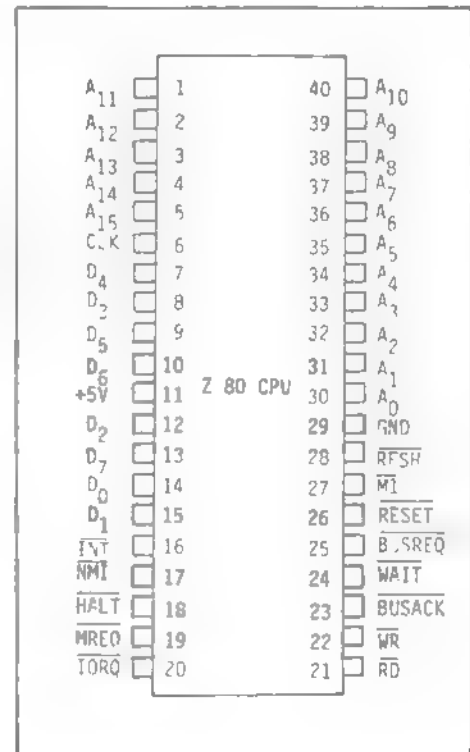 A11 1 40 A10
A12 2 39 A9
A13 3 38 A8
A14 4 37 A7
A15 5 36 A6
CLK 6 35 A5
D4 7 34 A4
D3 8 33 A3
D5 9 32 A2
D6 10 31 A1
+5V 11 Z 80 CPU 30 A0
D2 12 29 GND
D7 13 28 RFSH
D0 14 27 M1
D1 15 26 RESET
INT 16 25 BUSREQ
NMI 17 24 WAIT
HALT 18 23 BUSACK
MREQ 19 22 WR
IORQ 20 21 RD